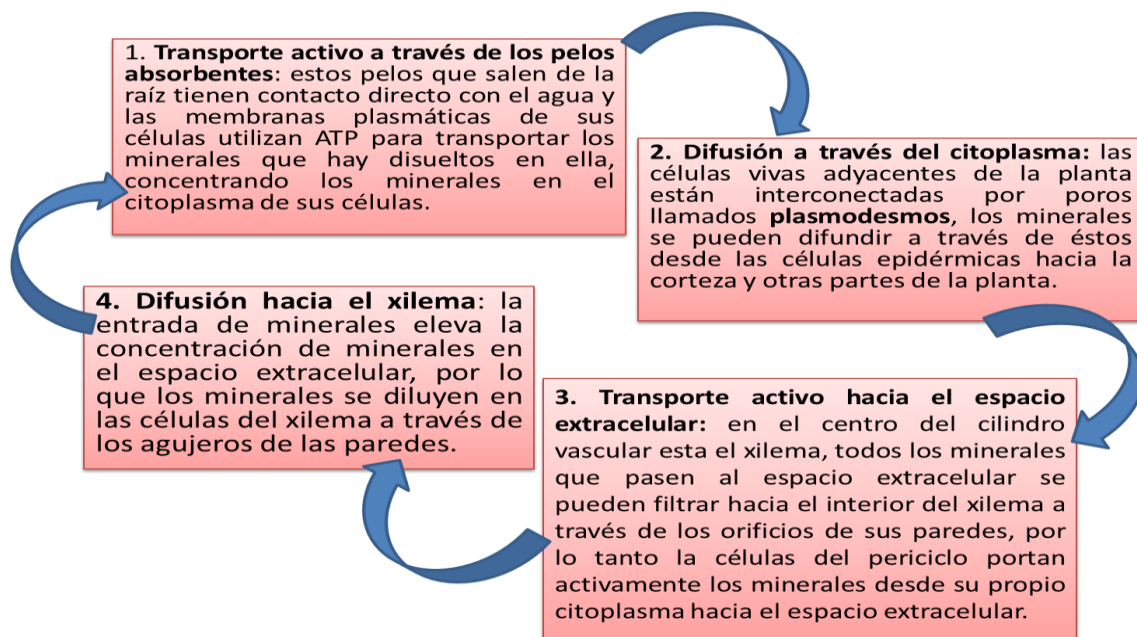 1. Transporte activo a través de los pelos
absorbentes: estos pelos que salen de la
raíz tienen contacto directo con el agua y
las membranas plasmáticas de sus
células utilizan ATP para transportar los
minerales que hay disueltos en ella,
concentrando los minerales en el
citoplasma de sus células.
2. Difusión a través del citoplasma: las
células vivas adyacentes de la planta
están interconectadas por poros
llamados plasmodesmos, los minerales
se pueden difundir a través de éstos
desde las células epidérmicas hacia la
corteza y otras partes de la planta.
3. Transporte activo hacia el espacio
extracelular: en el centro del cilindro
vascular esta el xilema, todos los minerales
que pasen al espacio extracelular se
pueden filtrar hacia el interior del xilema a
través de los orificios de sus paredes, por
lo tanto la células del periciclo portan
activamente los minerales desde su propio
citoplasma hacia el espacio extracelular.
4. Difusión hacia el xilema: la
entrada de minerales eleva la
concentración de minerales en
el espacio extracelular, por lo
que los minerales se diluyen en
las células del xilema a través de
los agujeros de las paredes.